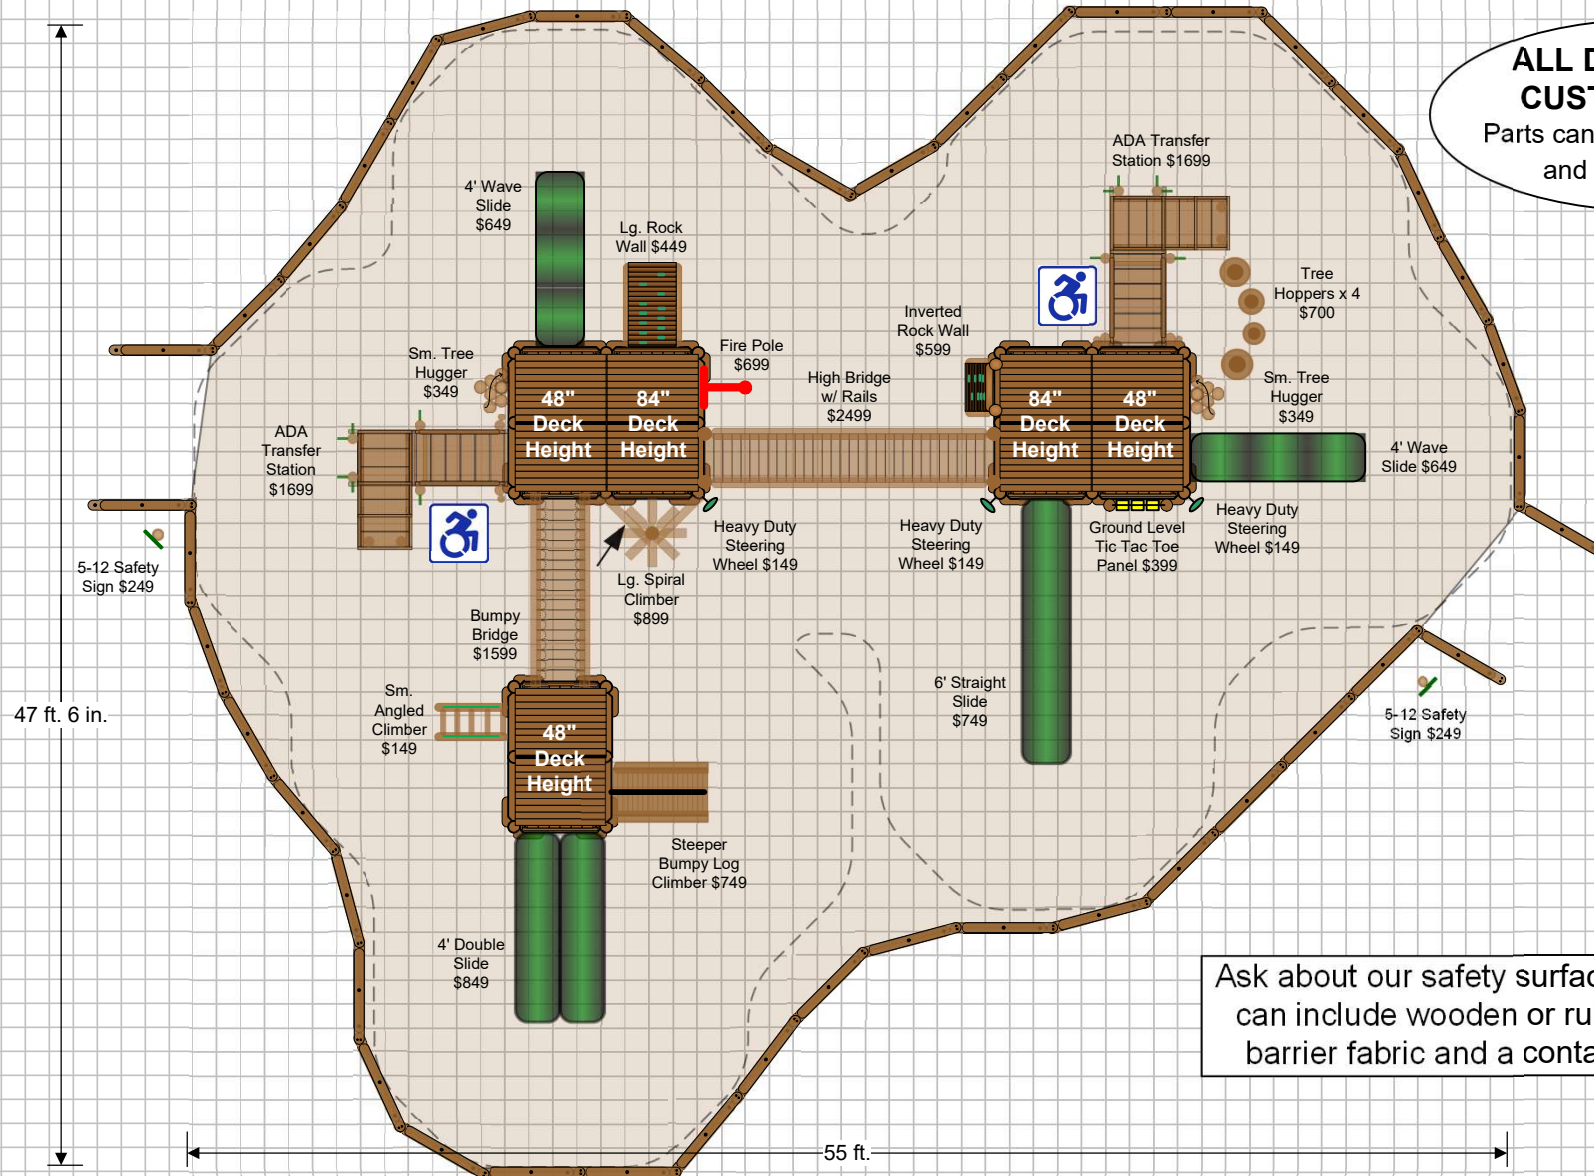 ALL D
CUST
Parts can
and
ADA Transfer
Station $1699
4' Wave
Slide
$649
Lg. Rock
Wall $449
Tree
Hoppers x 4
$700
Inverted
Rock Wall
$599
Fire Pole
$699
Sm. Tree
Hugger
$349
High Bridge
w/ Rails
$2499
Sm. Tree
Hugger
$349
48"
Deck
Height
84"
Deck
Height
84"
Deck
Height
48"
Deck
Height
ADA
Transfer
Station
$1699
4' Wave
Slide $649
Heavy Duty
Steering
Wheel $149
Heavy Duty
Steering
Wheel $149
Ground Level
Tic Tac Toe
Panel $399
Heavy Duty
Steering
Wheel $149
5-12 Safety
Sign $249
Lg. Spiral
Climber
$899
Bumpy
Bridge
$1599
Sm.
Angled
Climber
$149
6' Straight
Slide
$749
47 ft. 6 in.
5-12 Safety
Sign $249
48"
Deck
Height
Steeper
Bumpy Log
Climber $749
4' Double
Slide
$849
Ask about our safety surfac
can include wooden or ru
barrier fabric and a conta
55 ft.